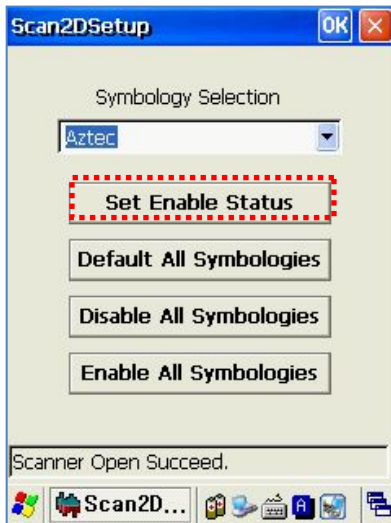 Scan2DSetup OK
Symbology Selection
Aztec
Set Enable Status
Default All Symbologies
Disable All Symbologies
Enable All Symbologies
Scanner Open Succeed.
Scan2D... A